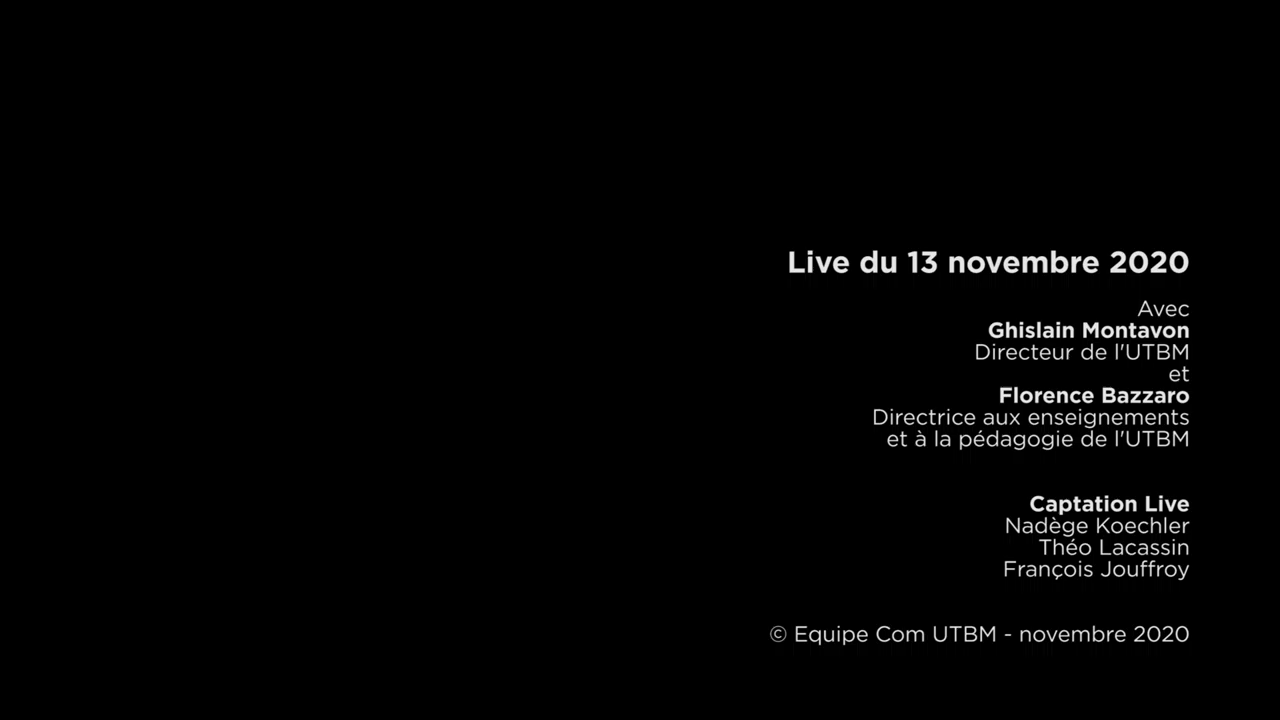 Live du 13 novembre 2020
Avec
Ghislain Montavon
Directeur de l'UTBM
et
Florence Bazzaro
Directrice aux enseignements
et à la pédagogie de l'UTBM
Captation Live
Nadège Koechler
Théo Lacassin
François Jouffroy
© Equipe Com UTBM - novembre 2020